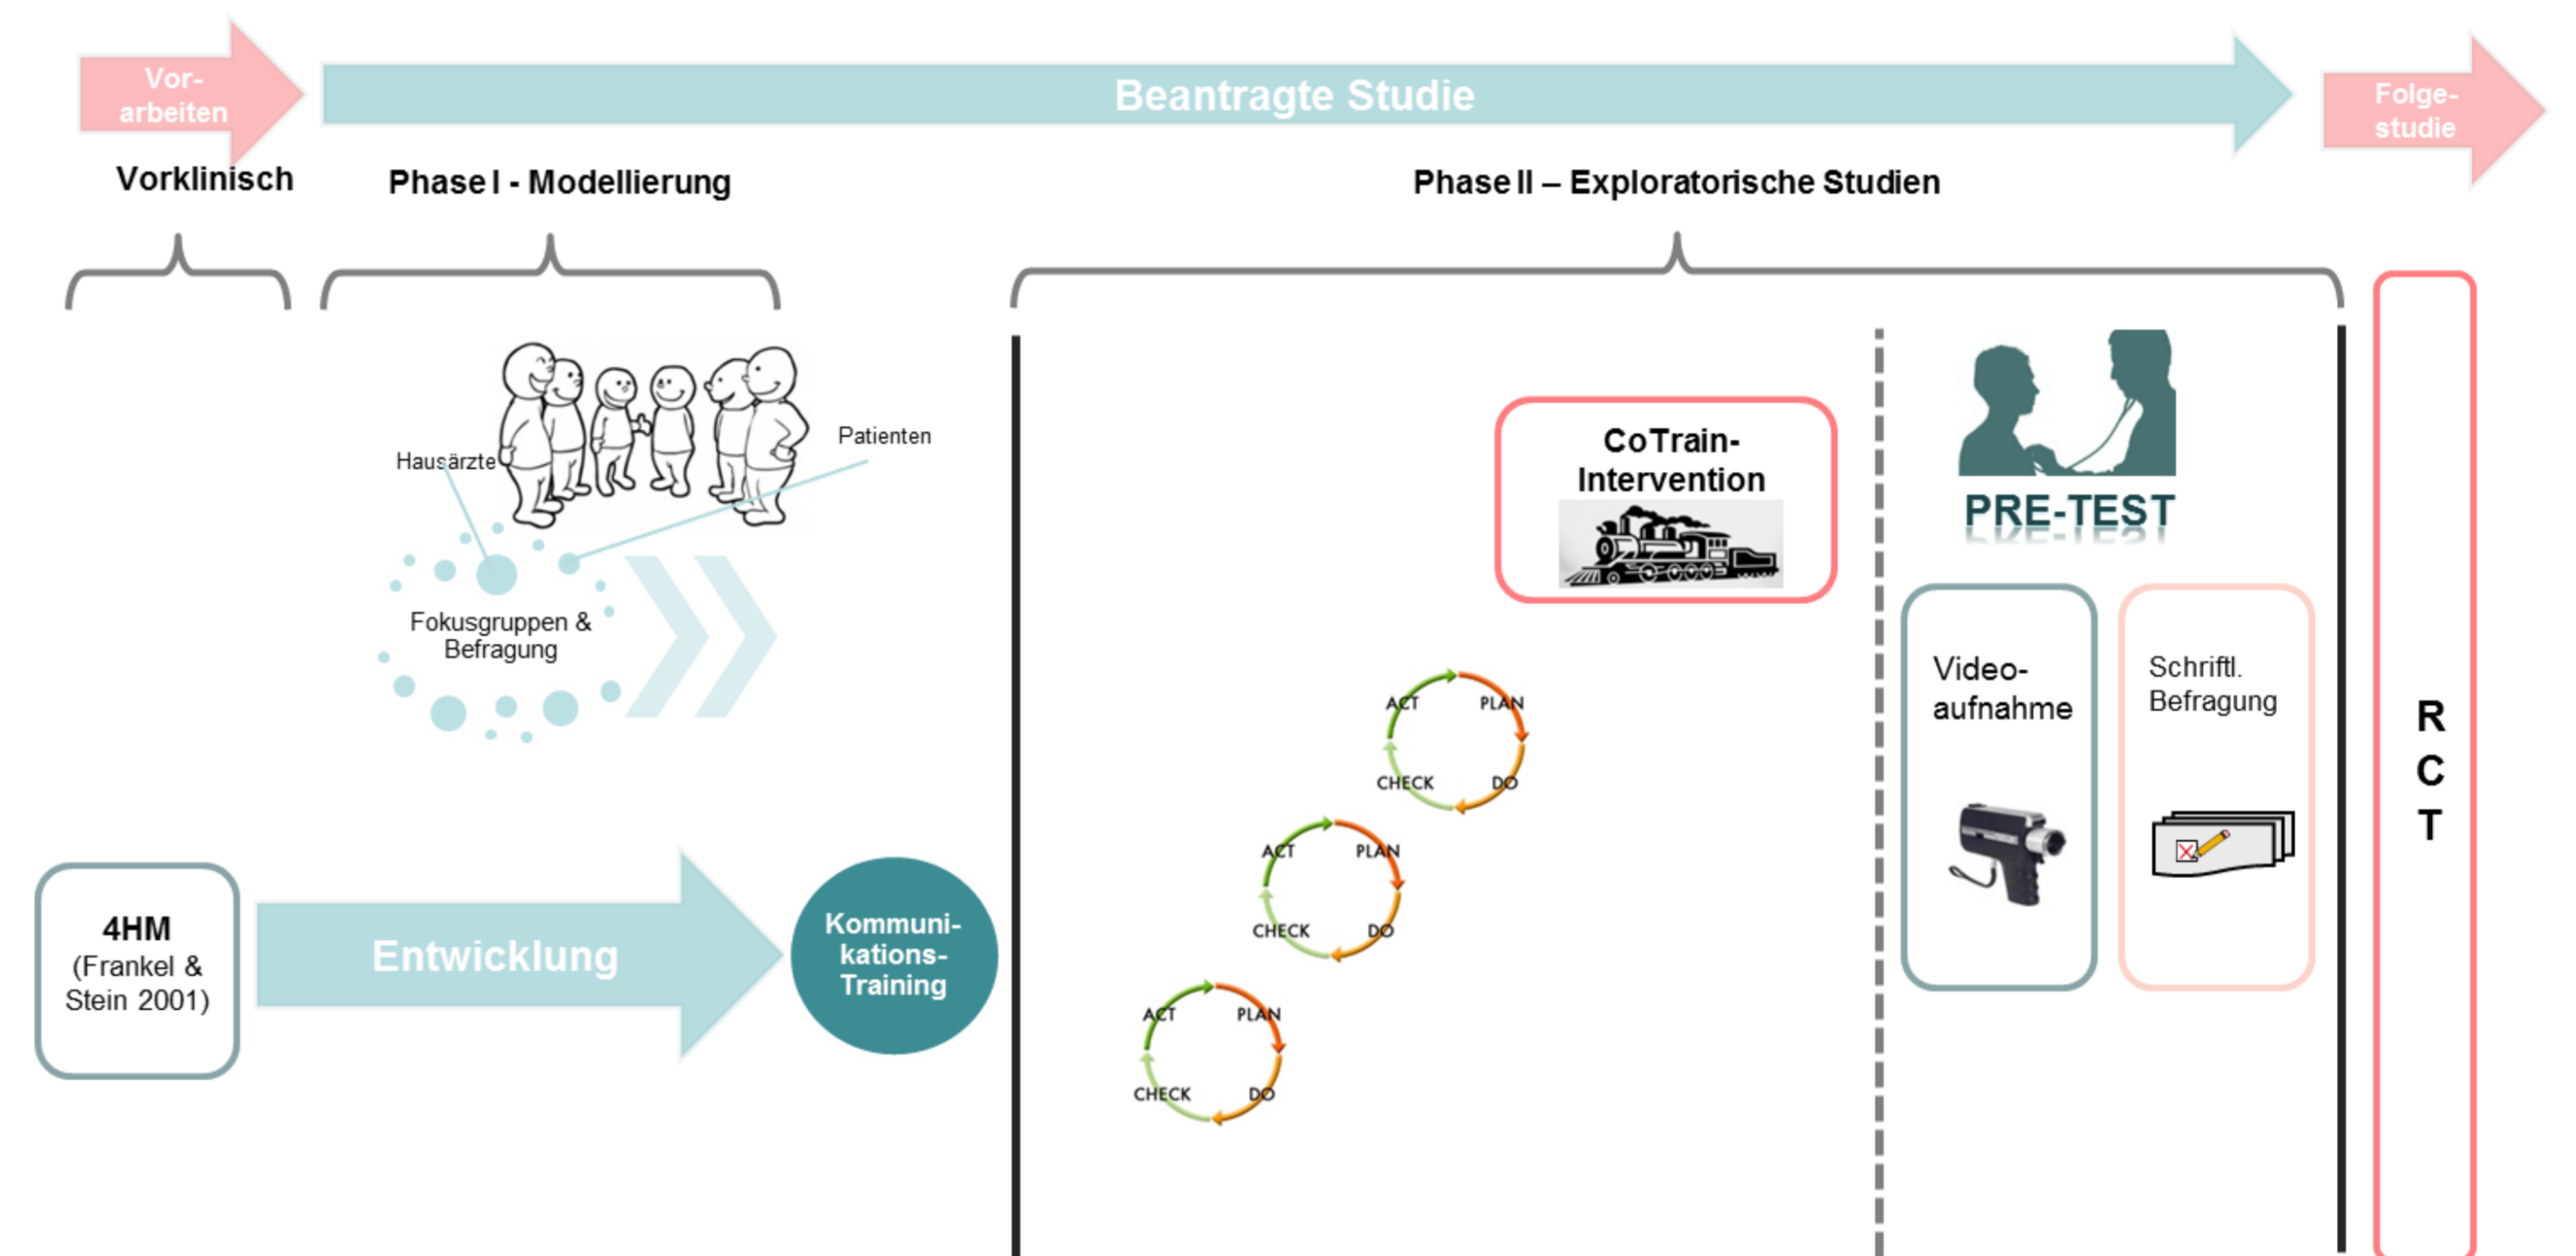 Vor-
arbeiten
Beantragte Studie
Folge-
studie
Vorklinisch
Phase I - Modellierung
Phase II – Exploratorische Studien
Hausärzte
Patienten
Fokusgruppen &
Befragung
4HM
(Frankel &
Stein 2001)
Entwicklung
Kommuni-
kations-
Training
ACT
PLAN
CHECK
DO
ACT
PLAN
CHECK
DO
ACT
PLAN
CHECK
DO
CoTrain-
Intervention
PRE-TEST
Video-
aufnahme
Schriftl.
Befragung
R
C
T